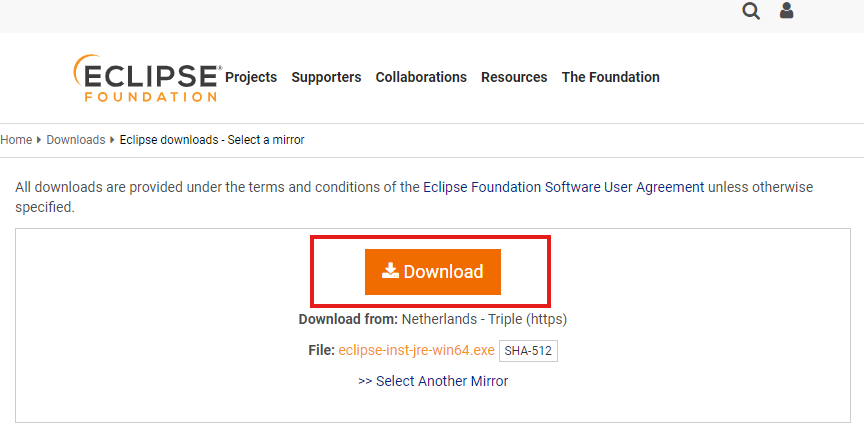 ECLIPSE®
FOUNDATION
Projects Supporters Collaborations Resources The Foundation
Home Downloads Eclipse downloads - Select a mirror
All downloads are provided under the terms and conditions of the Eclipse Foundation Software User Agreement unless otherwise
specified.
Download
Download from: Netherlands - Triple (https)
File: eclipse-inst-jre-win64.exe SHA-512
>> Select Another Mirror